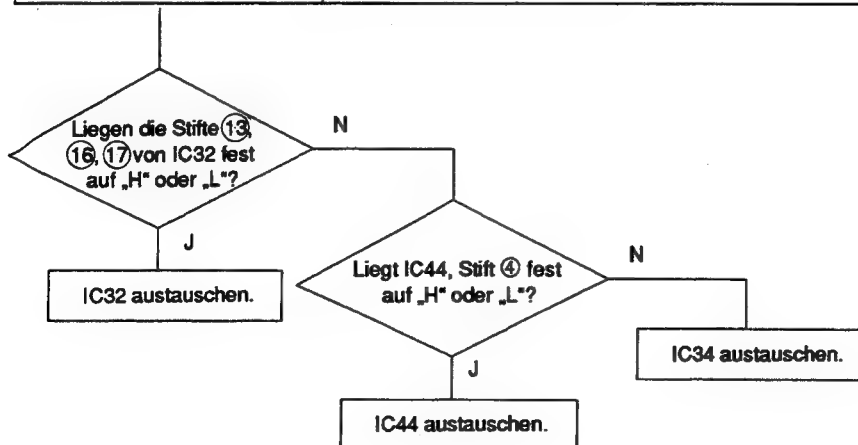 Liegen die Stifte ⑬,
⑯, ⑰ von IC32 fest
auf „H“ oder „L“?
N
J
IC32 austauschen.
Liegt IC44, Stift ④ fest
auf „H“ oder „L“?
N
J
IC34 austauschen.
IC44 austauschen.